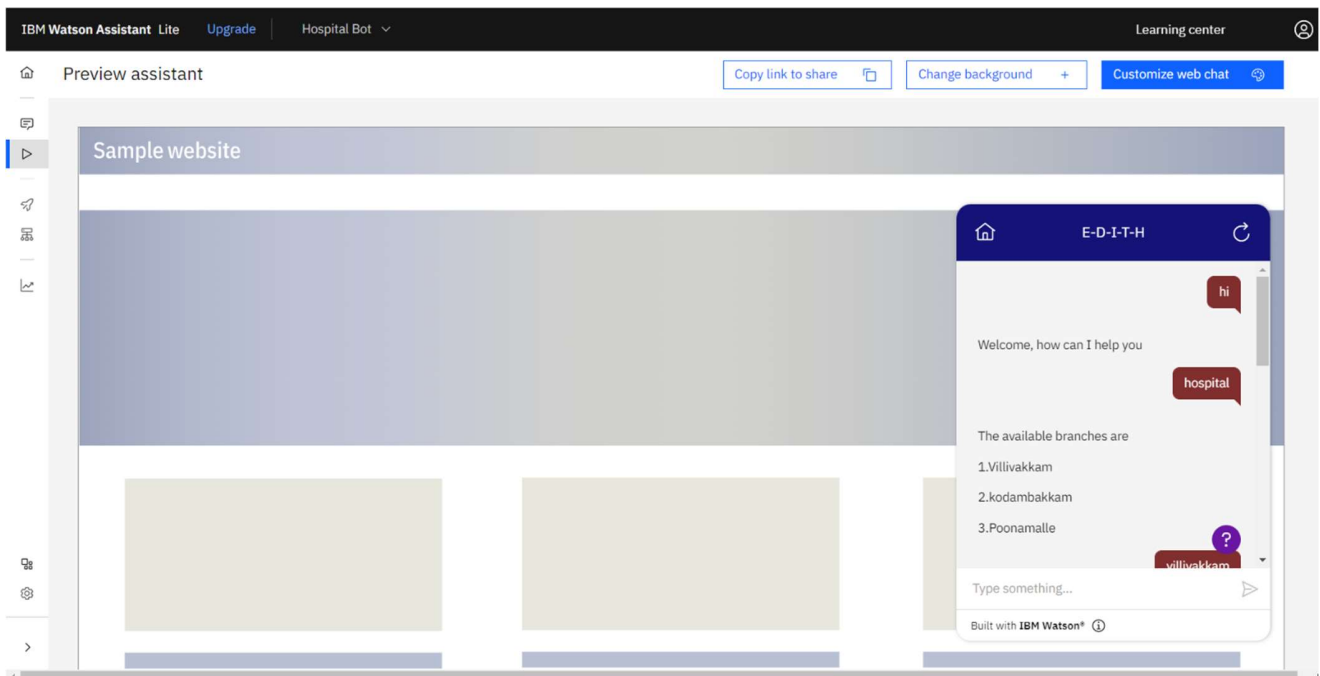 IBM Watson Assistant Lite Upgrade Hospital Bot Learning center
Preview assistant Copy link to share Change background + Customize web chat
Sample website
E-D-I-T-H
hi
Welcome, how can I help you
hospital
The available branches are
1.Villivakkam
2.kodambakkam
3.Poonamalle
?
villivakkam
Type something...
Built with IBM Watson®